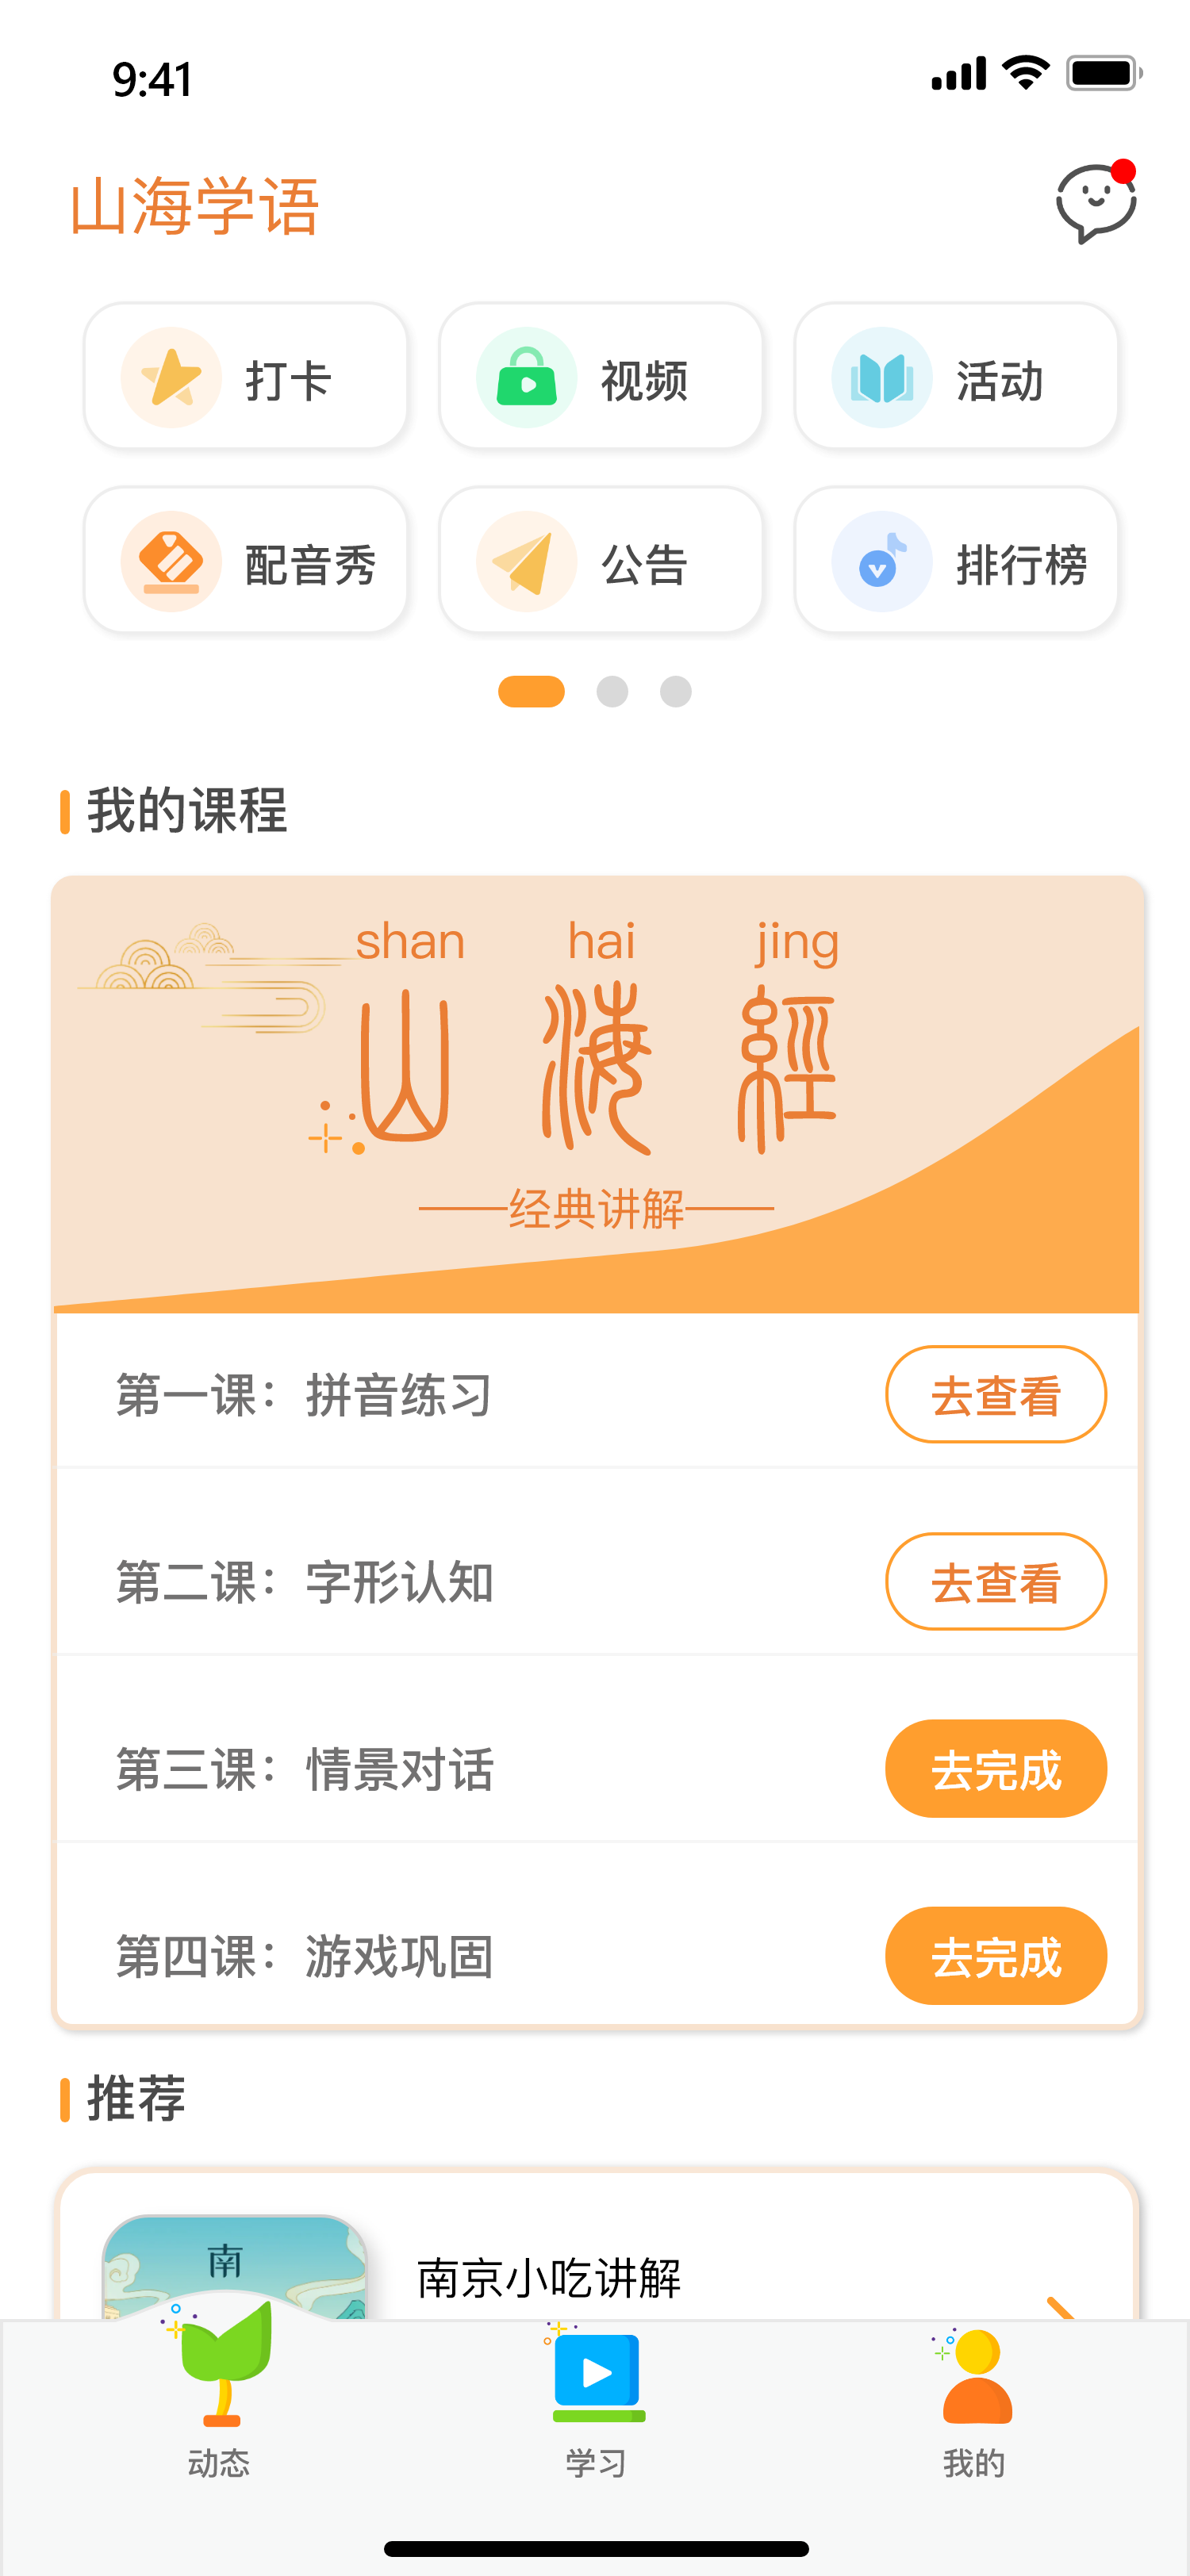 9:41
山海学语
打卡
视频
活动
配音秀
公告
排行榜
我的课程
shan hai jing
山 海 經
经典讲解
第一课：拼音练习
去查看
第二课：字形认知
去查看
第三课：情景对话
去完成
第四课：游戏巩固
去完成
推荐
南
南京小吃讲解
动态
学习
我的